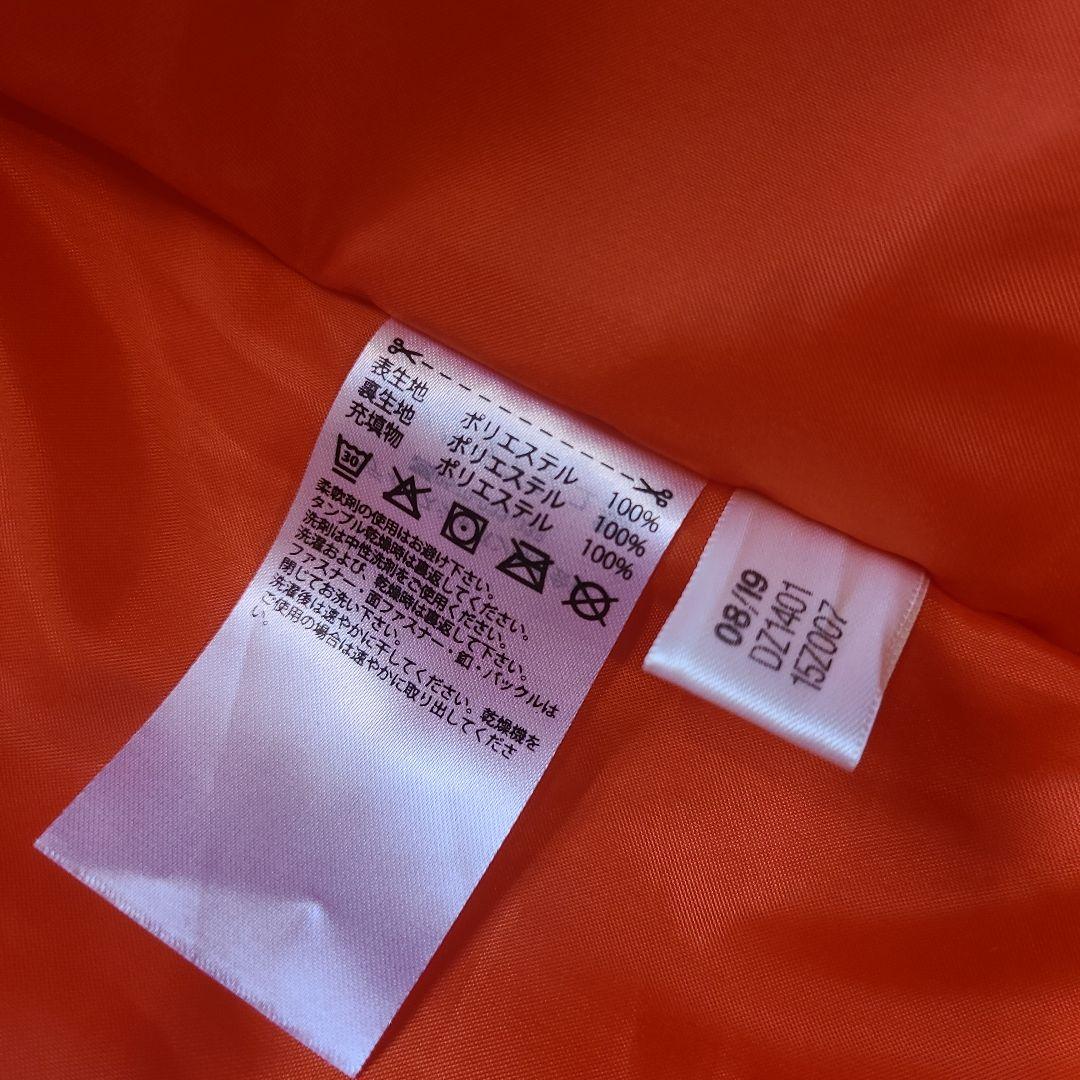 表生地 ポリエステル 100%
裏生地 ポリエステル 100%
充填物 ポリエステル 100%
30
柔軟剤の使用はお避け下さい。
タンブル乾燥時は裏返してください。
洗剤は中性洗剤をご使用ください。
洗濯および、乾燥時は裏返して下さい。
ファスナー・面ファスナー・釦・バックルは
閉じてお洗い下さい。
洗濯後は速やかに干してください。乾燥機を
ご使用の場合は速やかに取り出してくださ
い。
08/19
DZ1401
15Z007